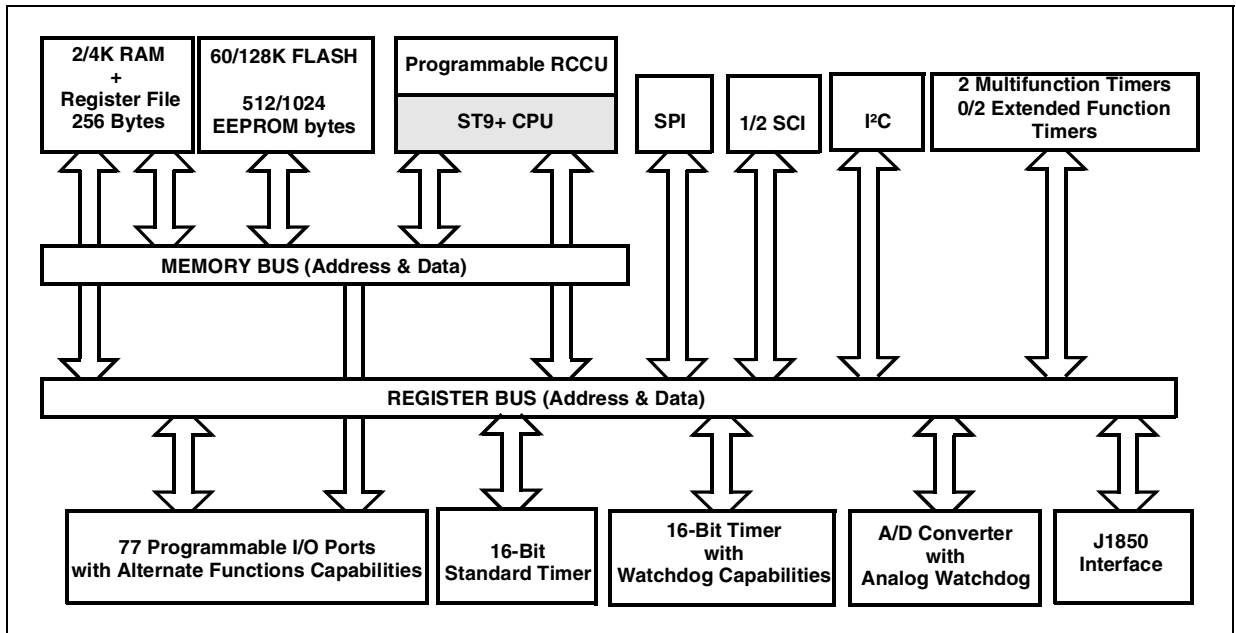 2/4K RAM
+
Register File
256 Bytes
60/128K FLASH
512/1024
EEPROM bytes
Programmable RCCU
ST9+ CPU
SPI
1/2 SCI
I²C
2 Multifunction Timers
0/2 Extended Function
Timers
MEMORY BUS (Address & Data)
REGISTER BUS (Address & Data)
77 Programmable I/O Ports
with Alternate Functions Capabilities
16-Bit
Standard Timer
16-Bit Timer
with
Watchdog Capabilities
A/D Converter
with
Analog Watchdog
J1850
Interface